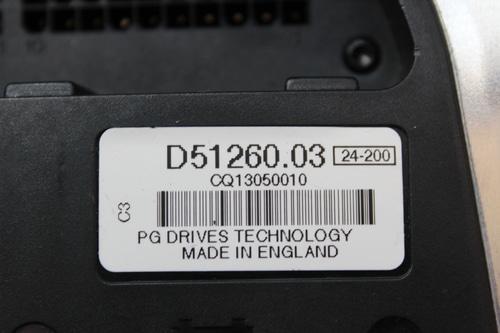 D51260.03 24-200
CQ13050010
C3
PG DRIVES TECHNOLOGY
MADE IN ENGLAND